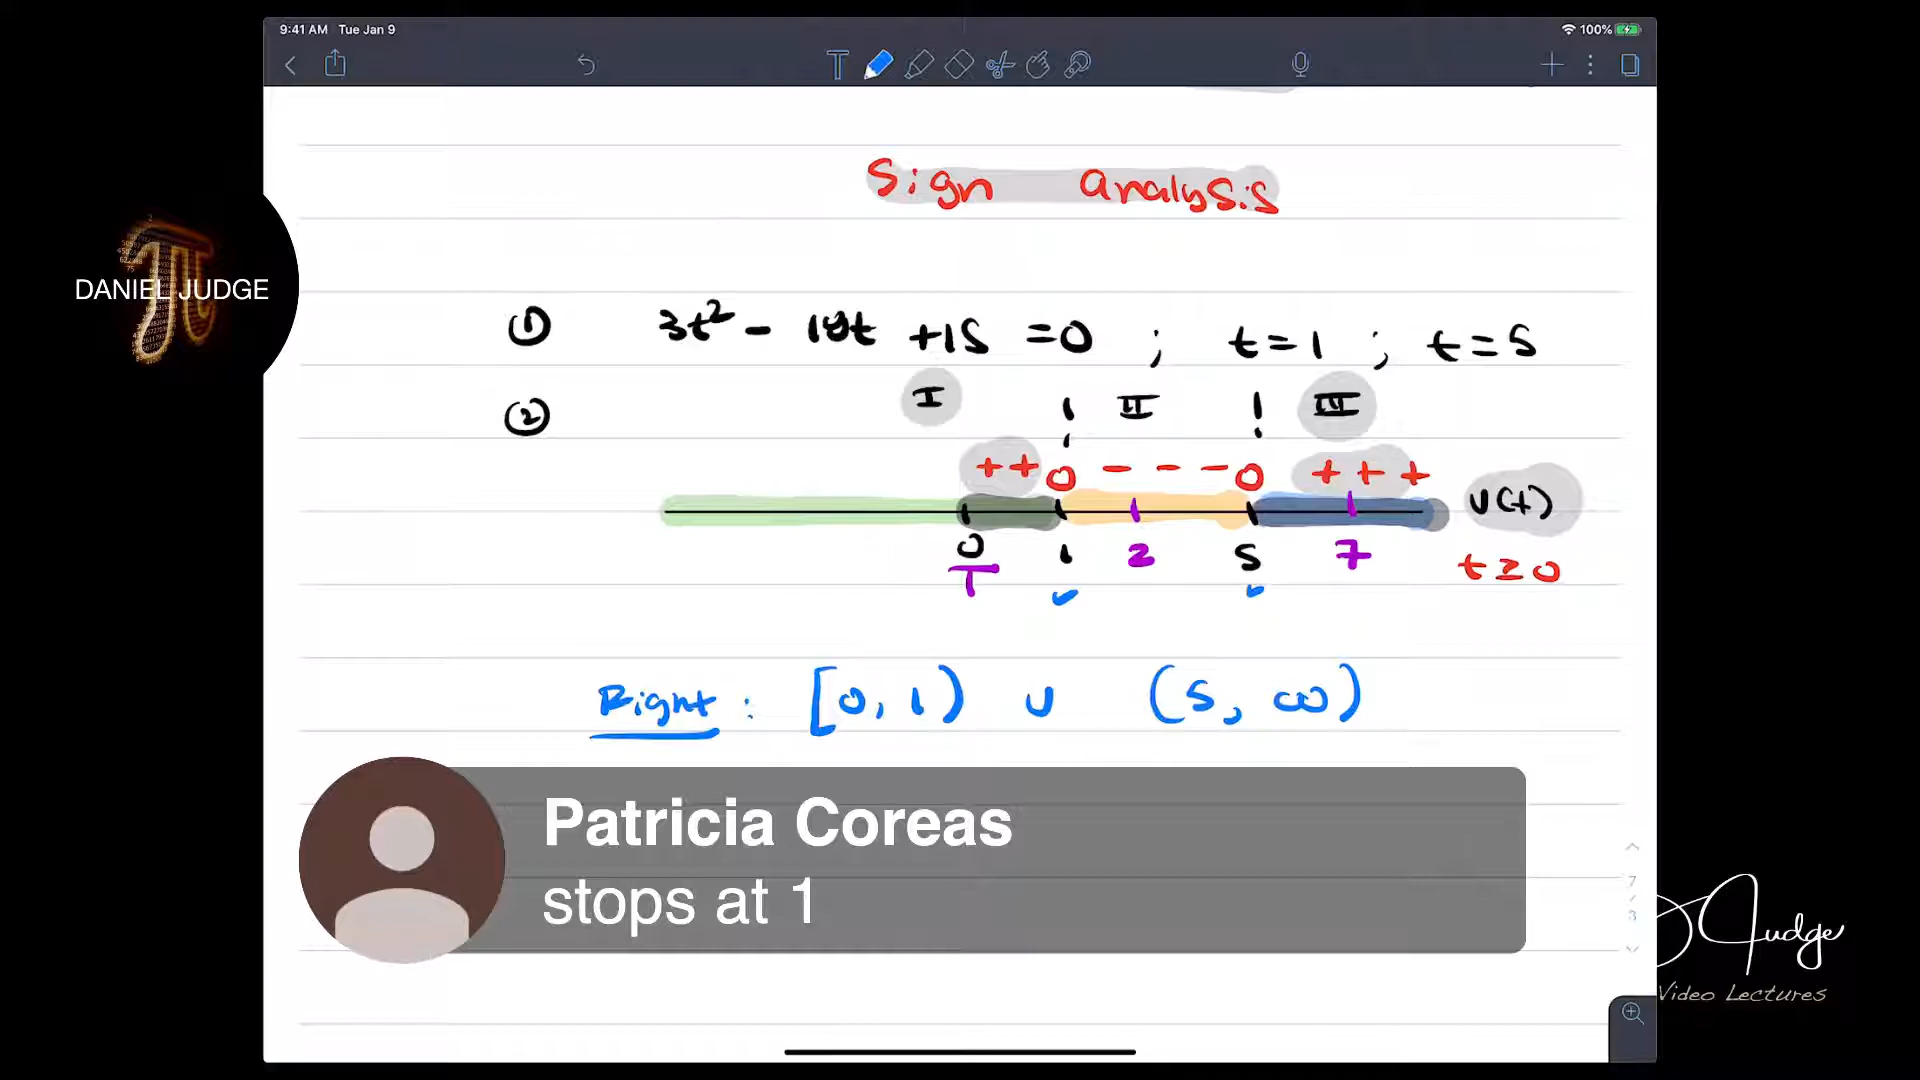 9:41 AM Tue Jan 9
100%
DANIEL JUDGE
Sign analysis
① 3t² - 18t + 15 = 0 ; t = 1 ; t = 5
② I II III
+ + 0 - - - 0 + + +
v(t)
0 1 2 5 7
t ≥ 0
Right : [0, 1) ∪ (5, ∞)
Patricia Coreas
stops at 1
7
3
Judge
Video Lectures